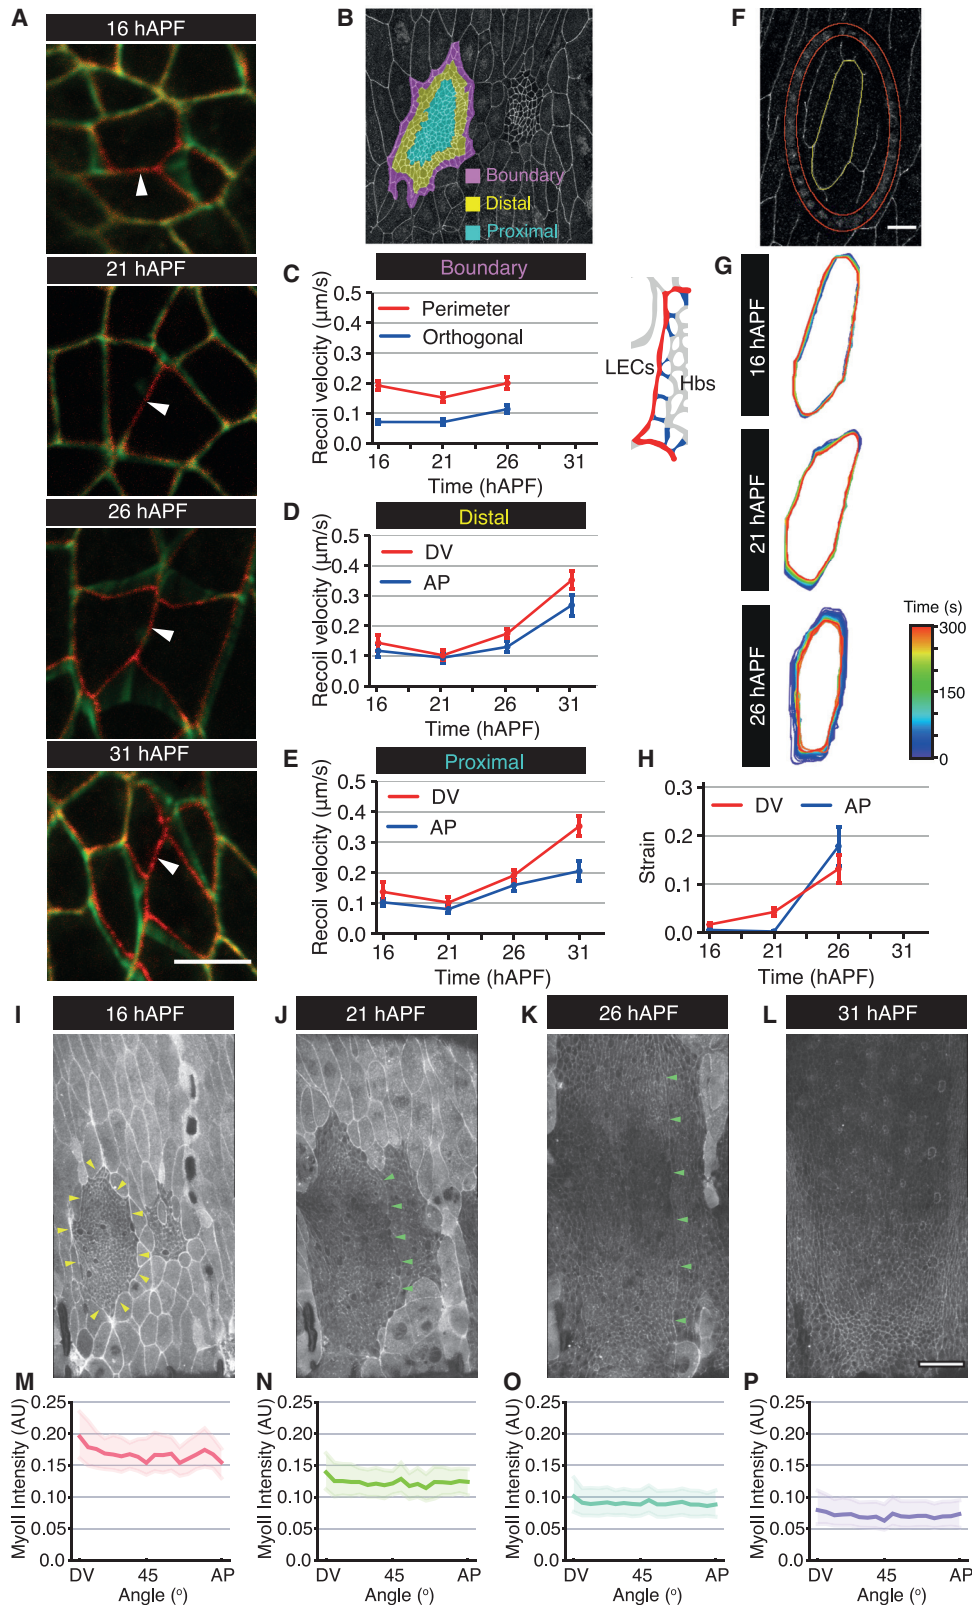 A
16 hAPF
21 hAPF
26 hAPF
31 hAPF
B
Boundary
Distal
Proximal
C
Boundary
Recoil velocity (µm/s)
0.5
0.4
0.3
0.2
0.1
0.0
Perimeter
Orthogonal
16
21
26
31
Time (hAPF)
LECs
Hbs
D
Distal
Recoil velocity (µm/s)
0.5
0.4
0.3
0.2
0.1
0.0
DV
AP
16
21
26
31
Time (hAPF)
E
Proximal
Recoil velocity (µm/s)
0.5
0.4
0.3
0.2
0.1
0.0
DV
AP
16
21
26
31
Time (hAPF)
F
G
16 hAPF
21 hAPF
26 hAPF
Time (s)
300
150
0
H
Strain
0.3
0.2
0.1
0.0
DV
AP
16
21
26
31
Time (hAPF)
I
16 hAPF
J
21 hAPF
K
26 hAPF
L
31 hAPF
M
MyoII Intensity (AU)
0.25
0.20
0.15
0.10
0.05
0.0
DV
45
AP
Angle (º)
N
MyoII Intensity (AU)
0.25
0.20
0.15
0.10
0.05
0.0
DV
45
AP
Angle (º)
O
MyoII Intensity (AU)
0.25
0.20
0.15
0.10
0.05
0.0
DV
45
AP
Angle (º)
P
MyoII Intensity (AU)
0.25
0.20
0.15
0.10
0.05
0.0
DV
45
AP
Angle (º)